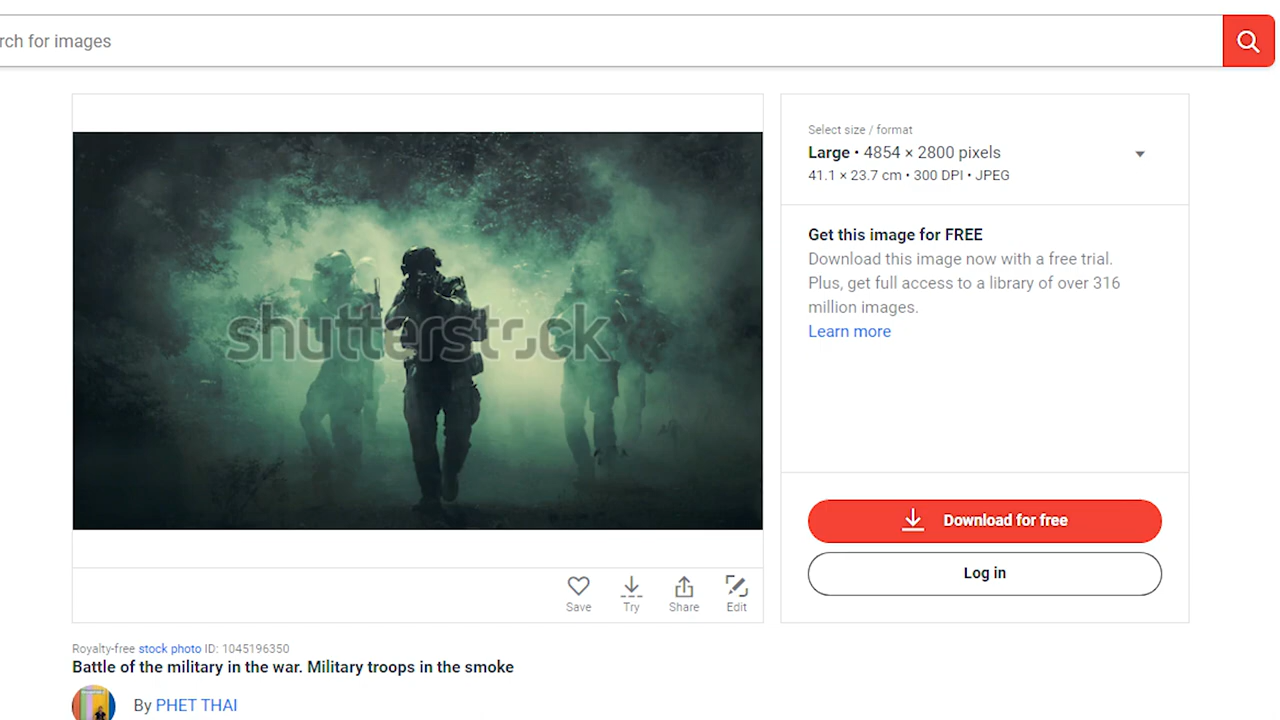 rch for images
shutterstock
Select size / format
Large • 4854 × 2800 pixels
41.1 × 23.7 cm • 300 DPI • JPEG
Get this image for FREE
Download this image now with a free trial.
Plus, get full access to a library of over 316
million images.
Learn more
Download for free
Log in
Save Try Share Edit
Royalty-free stock photo ID: 1045196350
Battle of the military in the war. Military troops in the smoke
By PHET THAI